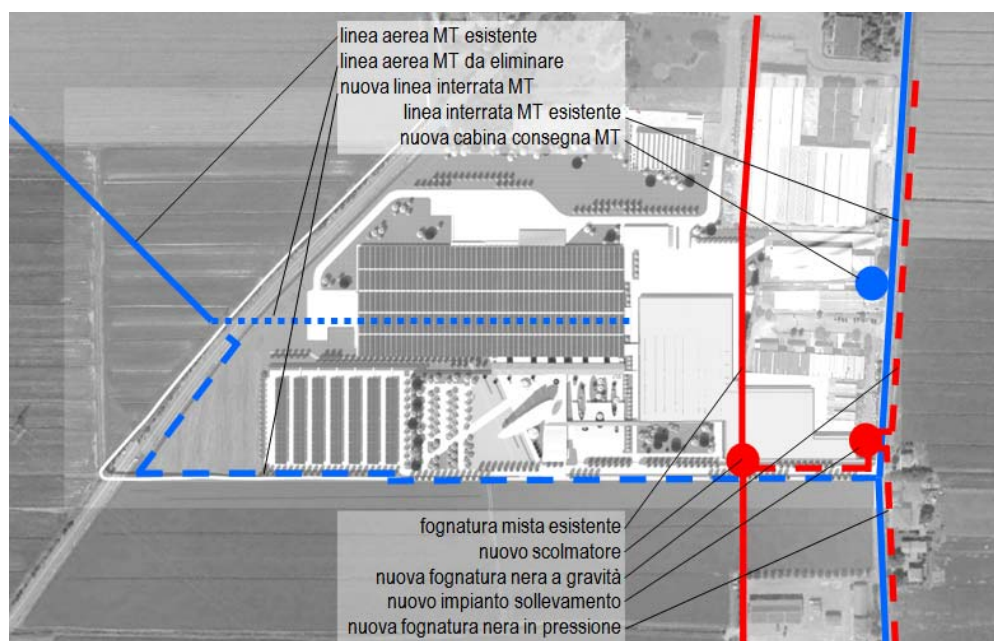 linea aerea MT esistente
linea aerea MT da eliminare
nuova linea interrata MT
linea interrata MT esistente
nuova cabina consegna MT
fognatura mista esistente
nuovo scolmatore
nuova fognatura nera a gravità
nuovo impianto sollevamento
nuova fognatura nera in pressione